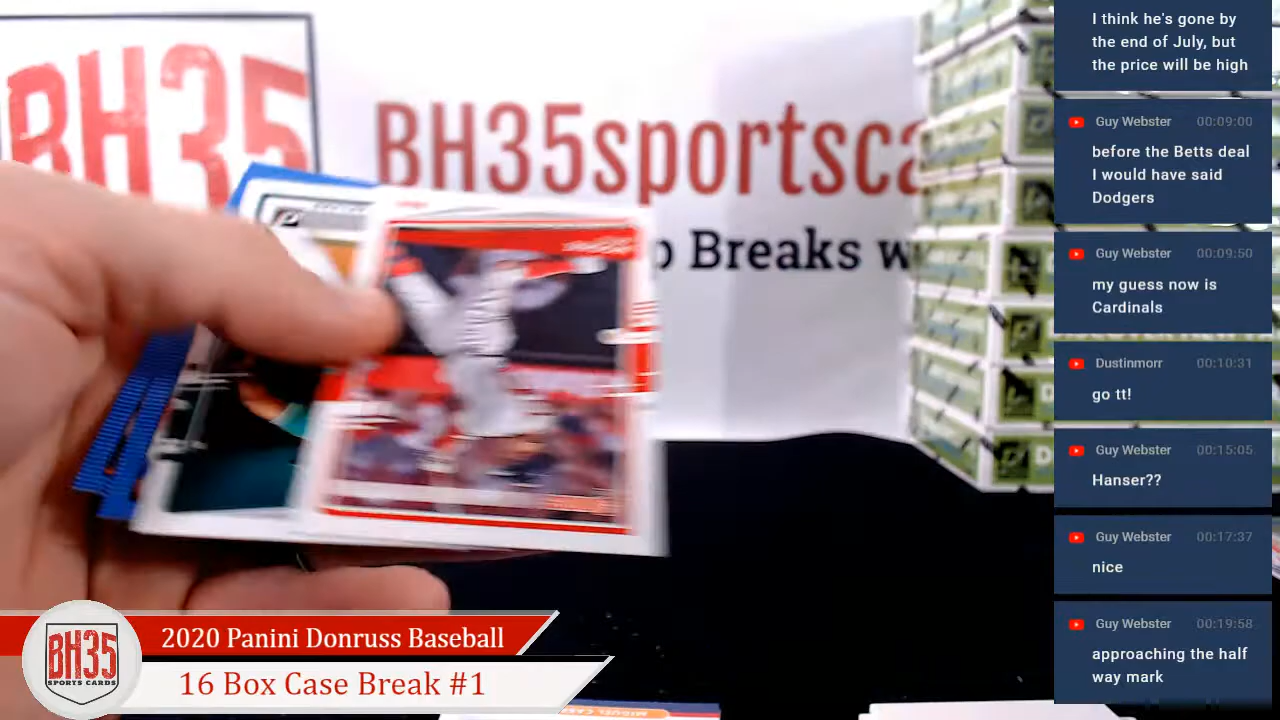 BH35
BH35sportsca
p Breaks w
I think he's gone by
the end of July, but
the price will be high
Guy Webster 00:09:00
before the Betts deal
I would have said
Dodgers
Guy Webster 00:09:50
my guess now is
Cardinals
Dustinmorr 00:10:31
go tt!
Guy Webster 00:15:05
Hanser??
Guy Webster 00:17:37
nice
Guy Webster 00:19:58
approaching the half
way mark
BH35
SPORTS CARDS
2020 Panini Donruss Baseball
16 Box Case Break #1